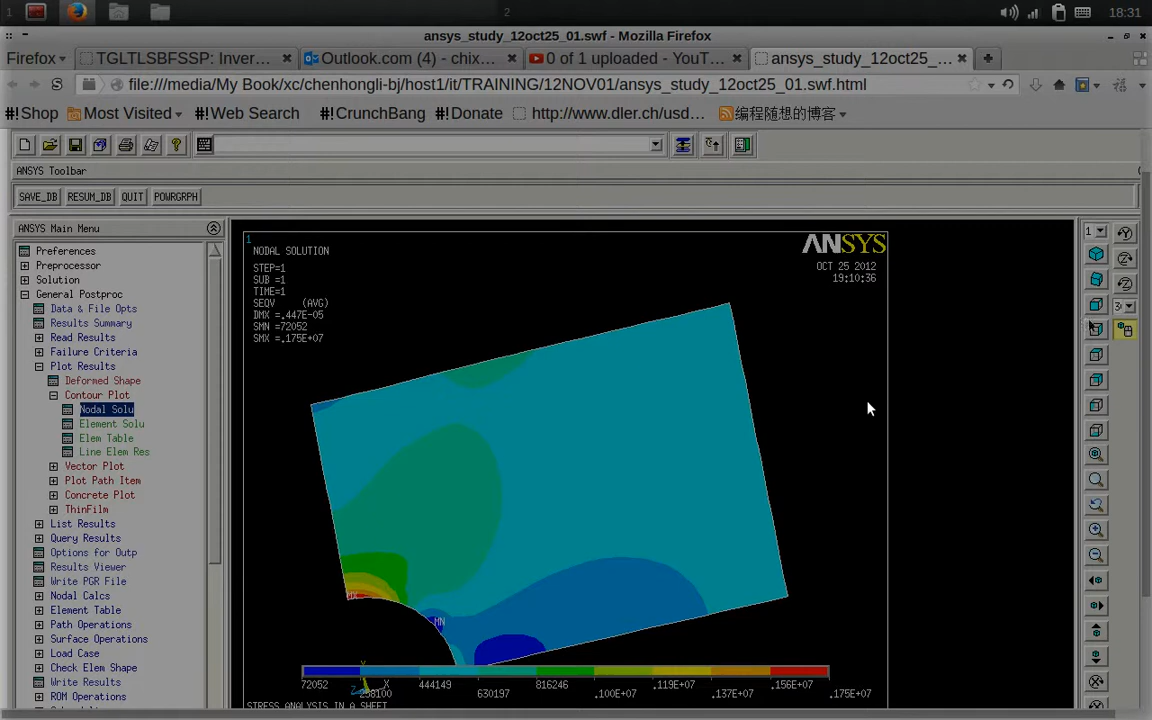 1
2
18:31
ansys_study_12oct25_01.swf - Mozilla Firefox
Firefox
TGLTLSBFSSP: Inver...
Outlook.com (- chix...
0 of 1 uploaded - YouT...
ansys_study_12oct25_...
file:///media/My Book/xc/chenhongli-bj/host1/it/TRAINING/12NOV01/ansys_study_12oct25_01.swf.html
#!Shop
Most Visited
#!Web Search
#!CrunchBang
#!Donate
http://www.dler.ch/usd...
编程随想的博客
ANSYS Toolbar
SAVE_DB
RESUM_DB
QUIT
POWRGRPH
ANSYS Main Menu
Preferences
Preprocessor
Solution
General Postproc
Data & File Opts
Results Summary
Read Results
Failure Criteria
Plot Results
Deformed Shape
Contour Plot
Nodal Solu
Element Solu
Elem Table
Line Elem Res
Vector Plot
Plot Path Item
Concrete Plot
ThinFilm
List Results
Query Results
Options for Outp
Results Viewer
Write PGR File
Nodal Calcs
Element Table
Path Operations
Surface Operations
Load Case
Check Elem Shape
Write Results
ROM Operations
1
NODAL SOLUTION
STEP=1
SUB =1
TIME=1
SEQV (AVG)
DMX =.447E-05
SMN =72052
SMX =.175E+07
ANSYS
OCT 25 2012
19:10:36
MX
MN
Y
Z X
72052
258100
444149
630197
816246
.100E+07
.119E+07
.137E+07
.156E+07
.175E+07
STRESS ANALYSIS IN A SHEET
1